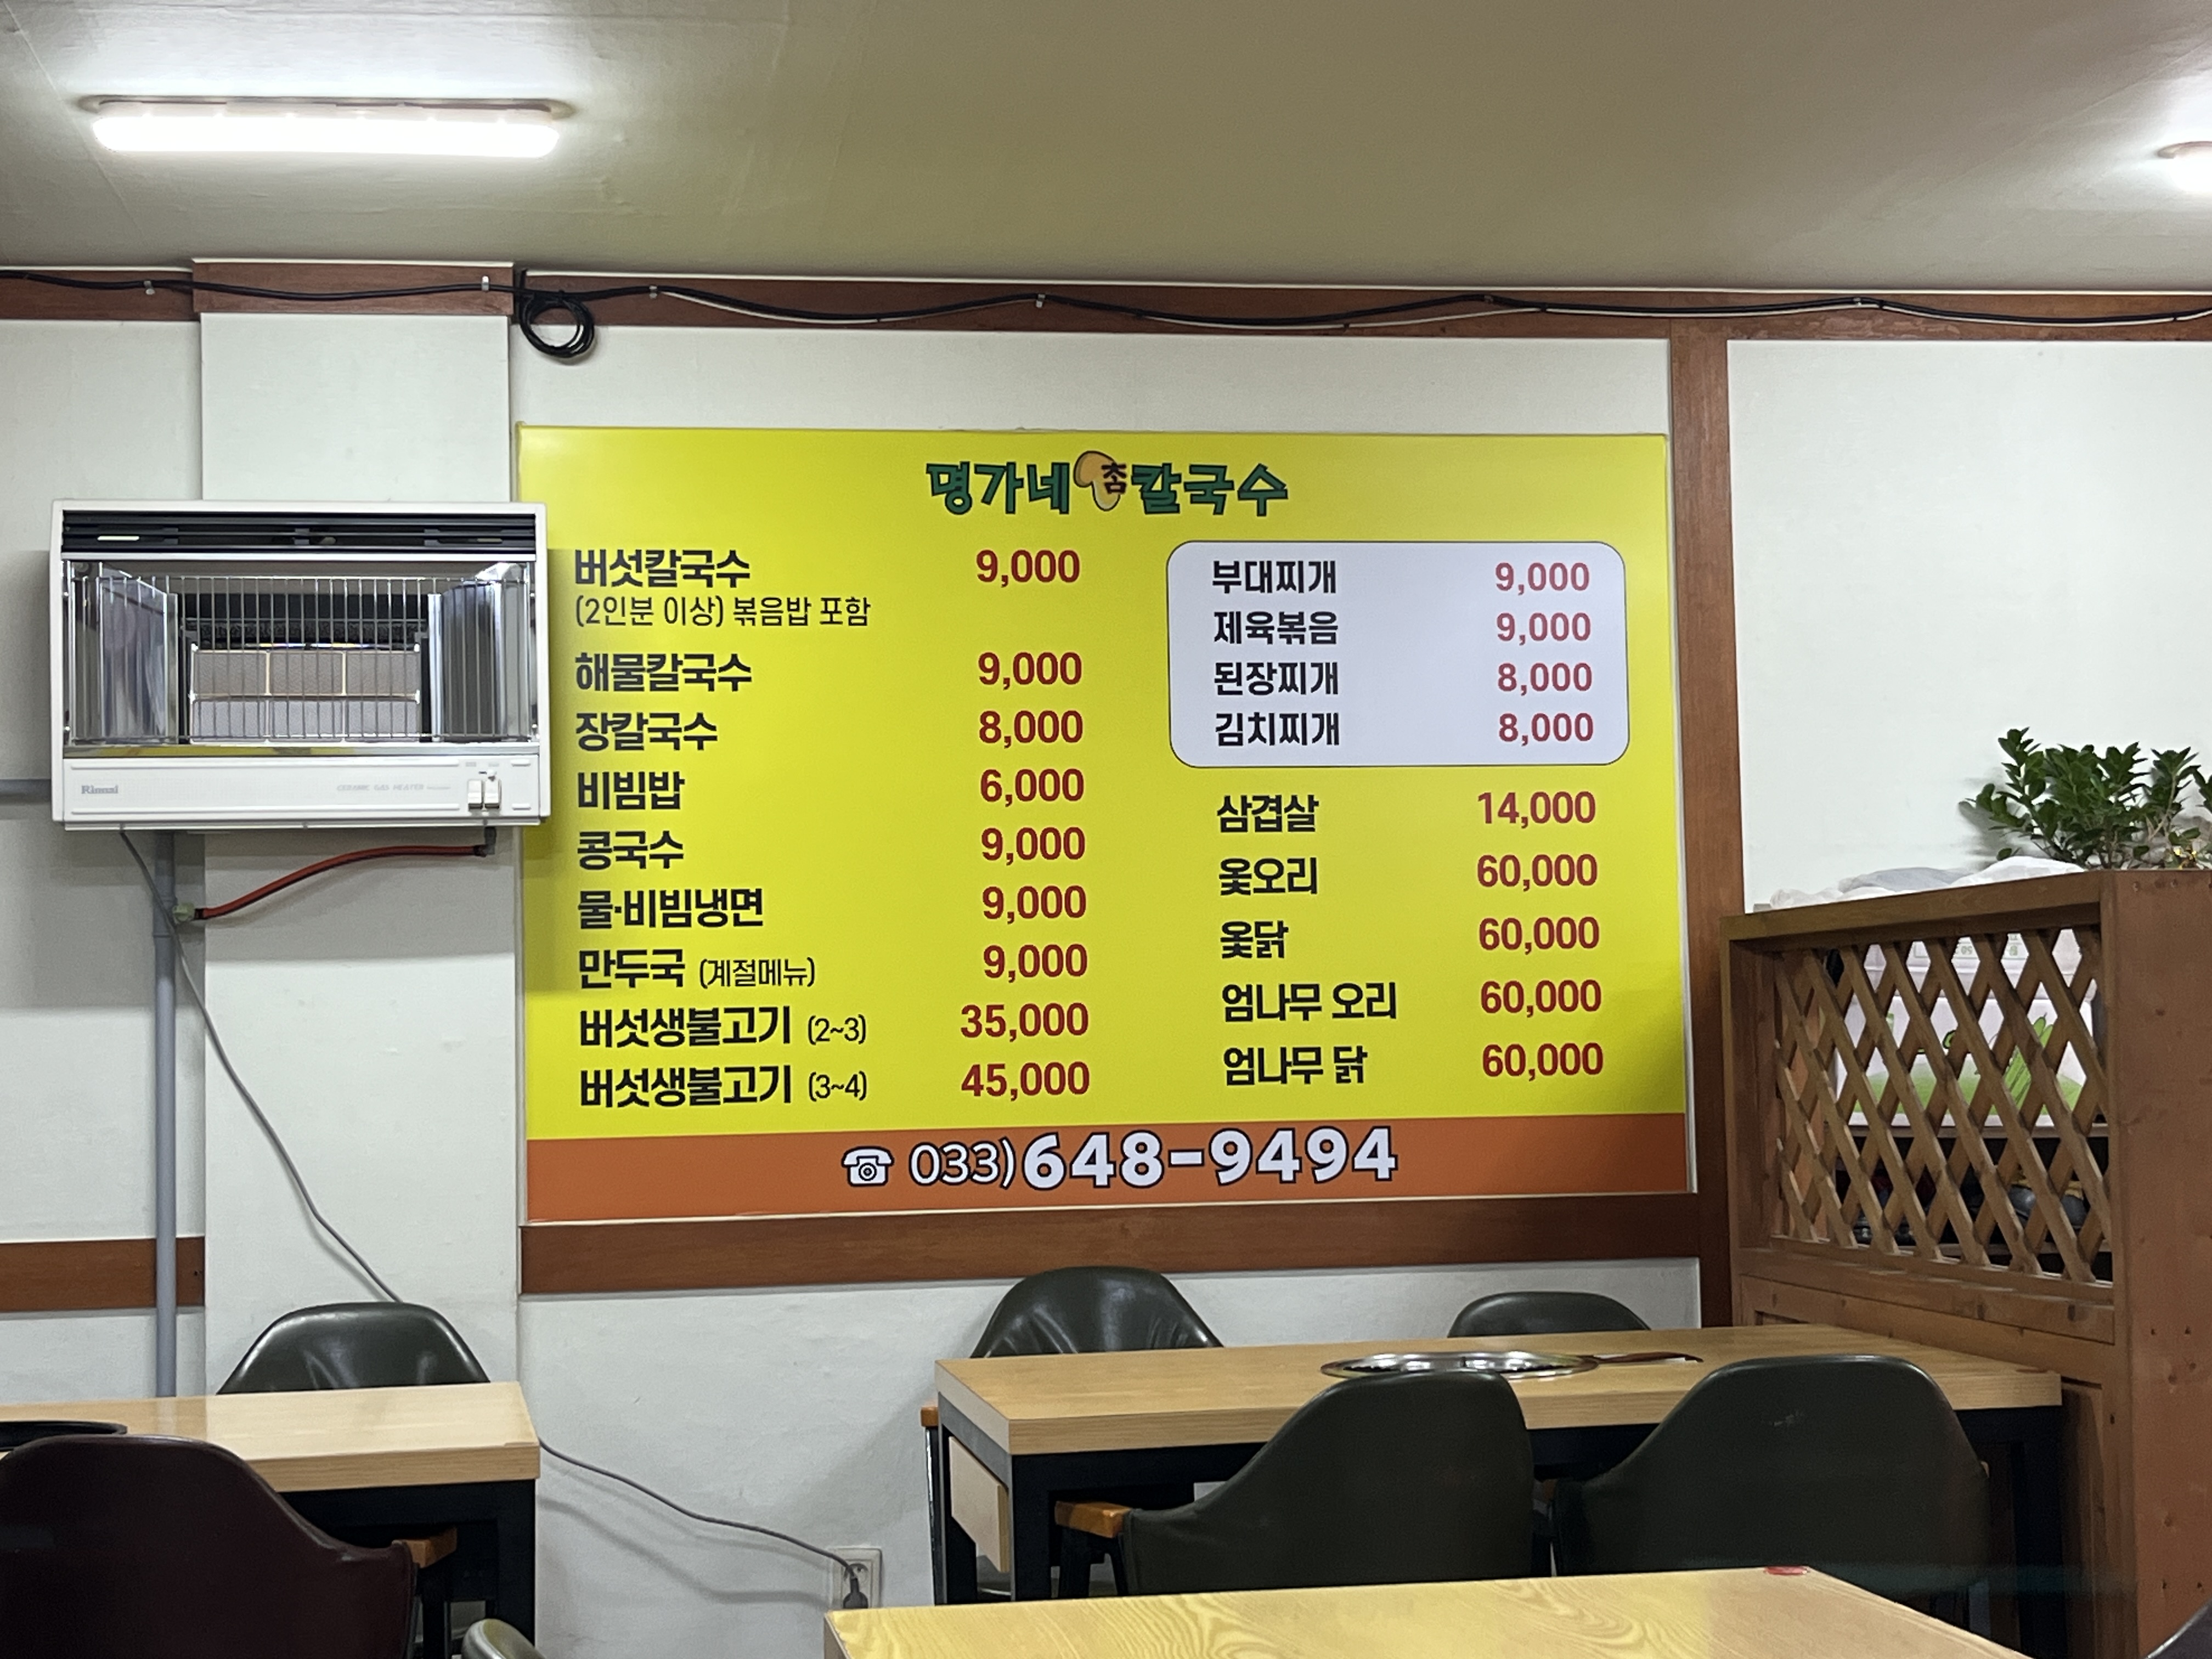 명가네 참 칼국수
버섯칼국수 9,000
(2인분 이상) 볶음밥 포함
해물칼국수 9,000
장칼국수 8,000
비빔밥 6,000
콩국수 9,000
물·비빔냉면 9,000
만두국 (계절메뉴) 9,000
버섯생불고기 (2~3) 35,000
버섯생불고기 (3~4) 45,000
부대찌개 9,000
제육볶음 9,000
된장찌개 8,000
김치찌개 8,000
삼겹살 14,000
옻오리 60,000
옻닭 60,000
엄나무 오리 60,000
엄나무 닭 60,000
☎ 033)648-9494
Rinnai
CERAMIC GAS HEATER